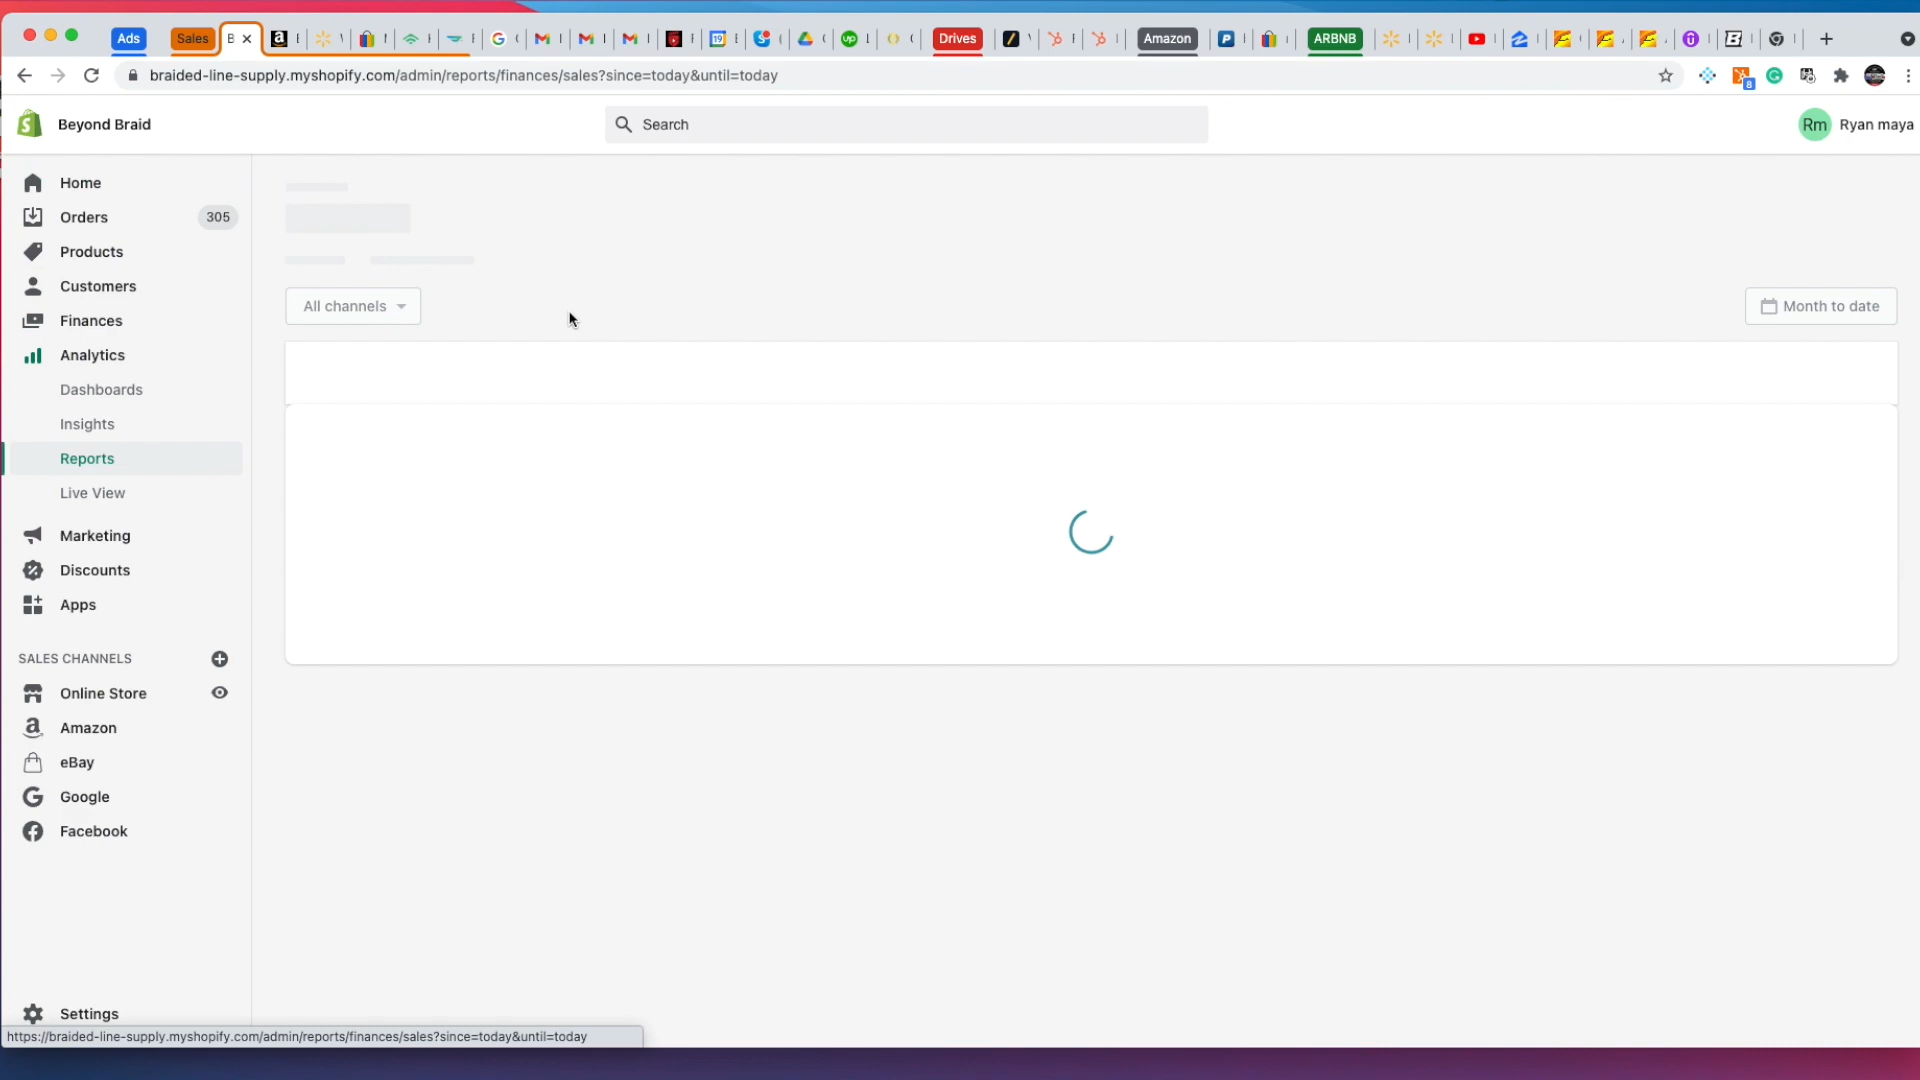 Ads
Sales
B
Drives
Amazon
ARBNB
braided-line-supply.myshopify.com/admin/reports/finances/sales?since=today&until=today
8
Beyond Braid
Search
Rm
Ryan maya
Home
Orders
305
Products
Customers
Finances
Analytics
Dashboards
Insights
Reports
Live View
Marketing
Discounts
Apps
SALES CHANNELS
Online Store
Amazon
eBay
Google
Facebook
Settings
All channels
Month to date
https://braided-line-supply.myshopify.com/admin/reports/finances/sales?since=today&until=today